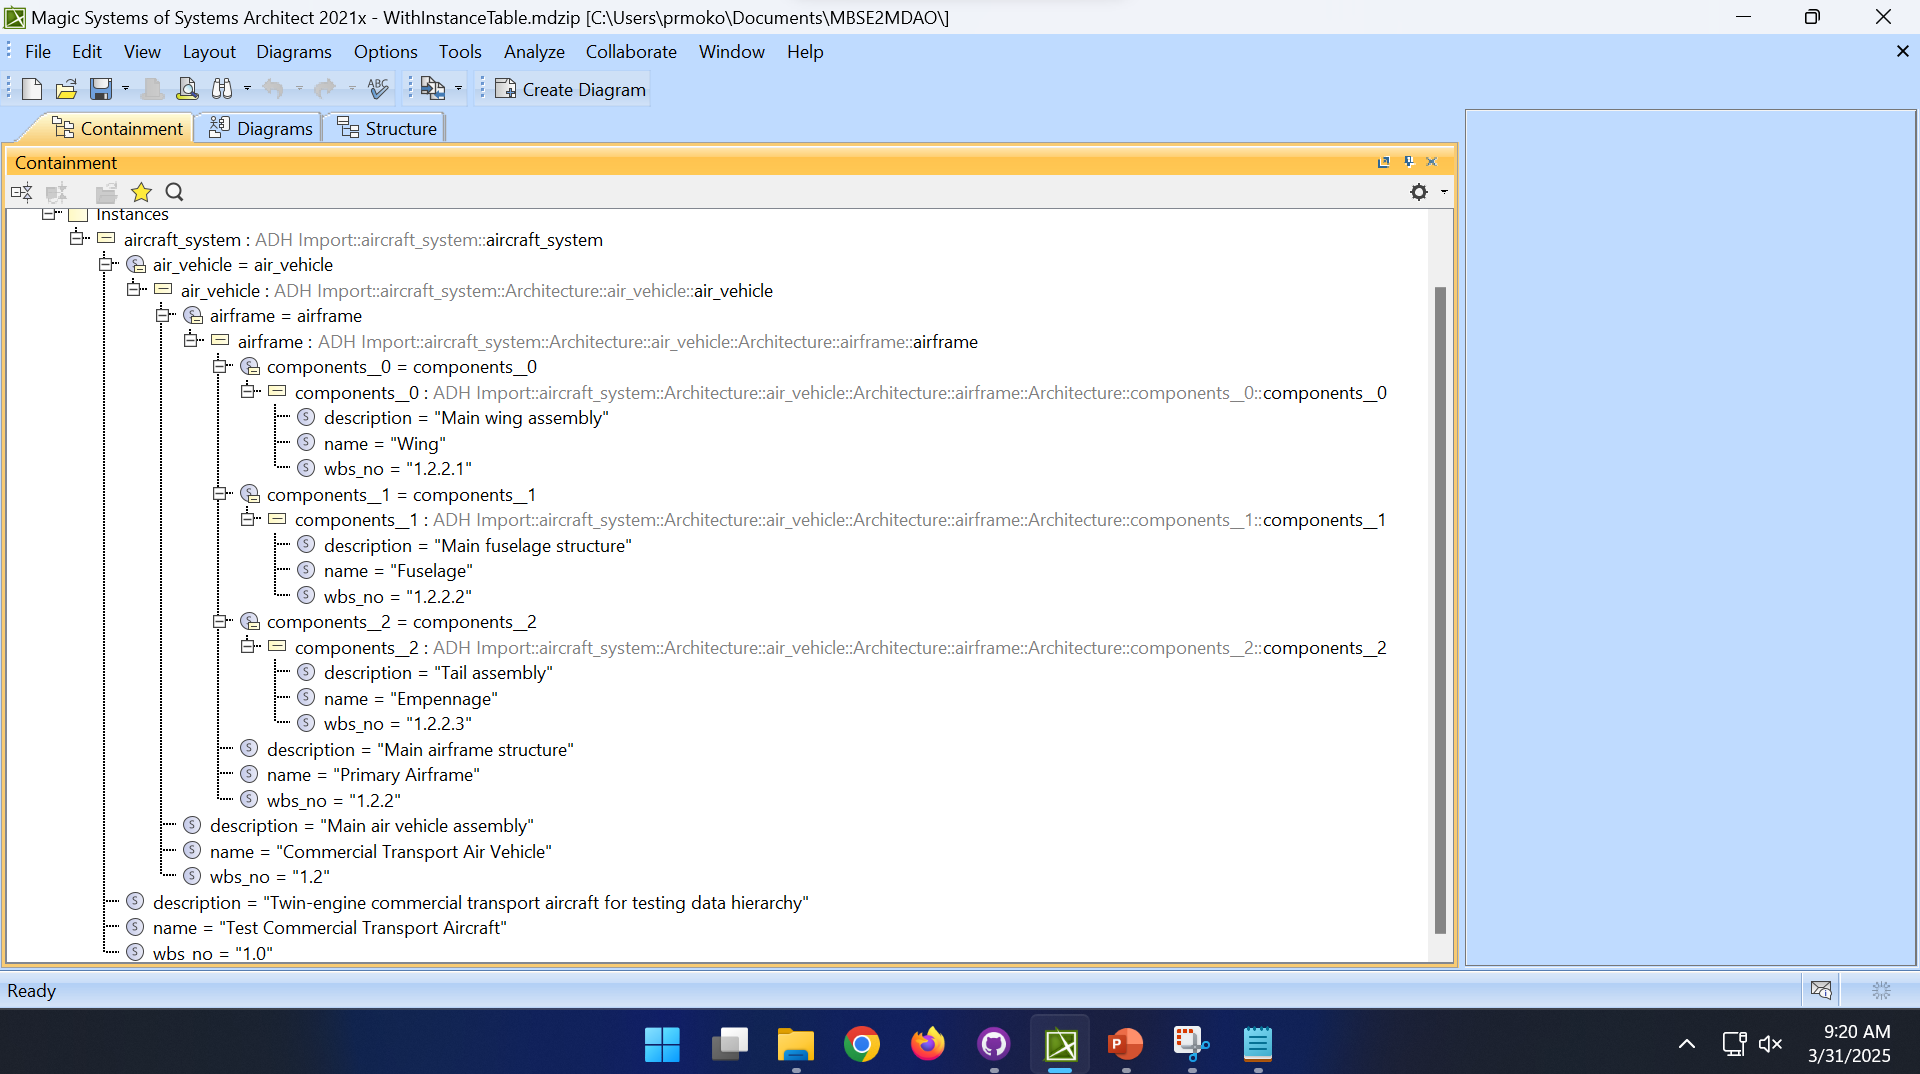 Magic Systems of Systems Architect 2021x - WithInstanceTable.mdzip [C:\Users\prmoko\Documents\MBSE2MDAO\]
File Edit View Layout Diagrams Options Tools Analyze Collaborate Window Help
ABC Create Diagram
Containment Diagrams Structure
Containment
Instances
aircraft_system : ADH Import::aircraft_system::aircraft_system
S air_vehicle = air_vehicle
air_vehicle : ADH Import::aircraft_system::Architecture::air_vehicle::air_vehicle
S airframe = airframe
airframe : ADH Import::aircraft_system::Architecture::air_vehicle::Architecture::airframe::airframe
S components__0 = components__0
components__0 : ADH Import::aircraft_system::Architecture::air_vehicle::Architecture::airframe::Architecture::components__0::components__0
S description = "Main wing assembly"
S name = "Wing"
S wbs_no = "1.2.2.1"
S components__1 = components__1
components__1 : ADH Import::aircraft_system::Architecture::air_vehicle::Architecture::airframe::Architecture::components__1::components__1
S description = "Main fuselage structure"
S name = "Fuselage"
S wbs_no = "1.2.2.2"
S components__2 = components__2
components__2 : ADH Import::aircraft_system::Architecture::air_vehicle::Architecture::airframe::Architecture::components__2::components__2
S description = "Tail assembly"
S name = "Empennage"
S wbs_no = "1.2.2.3"
S description = "Main airframe structure"
S name = "Primary Airframe"
S wbs_no = "1.2.2"
S description = "Main air vehicle assembly"
S name = "Commercial Transport Air Vehicle"
S wbs_no = "1.2"
S description = "Twin-engine commercial transport aircraft for testing data hierarchy"
S name = "Test Commercial Transport Aircraft"
S wbs_no = "1.0"
Ready
P
9:20 AM
3/31/2025